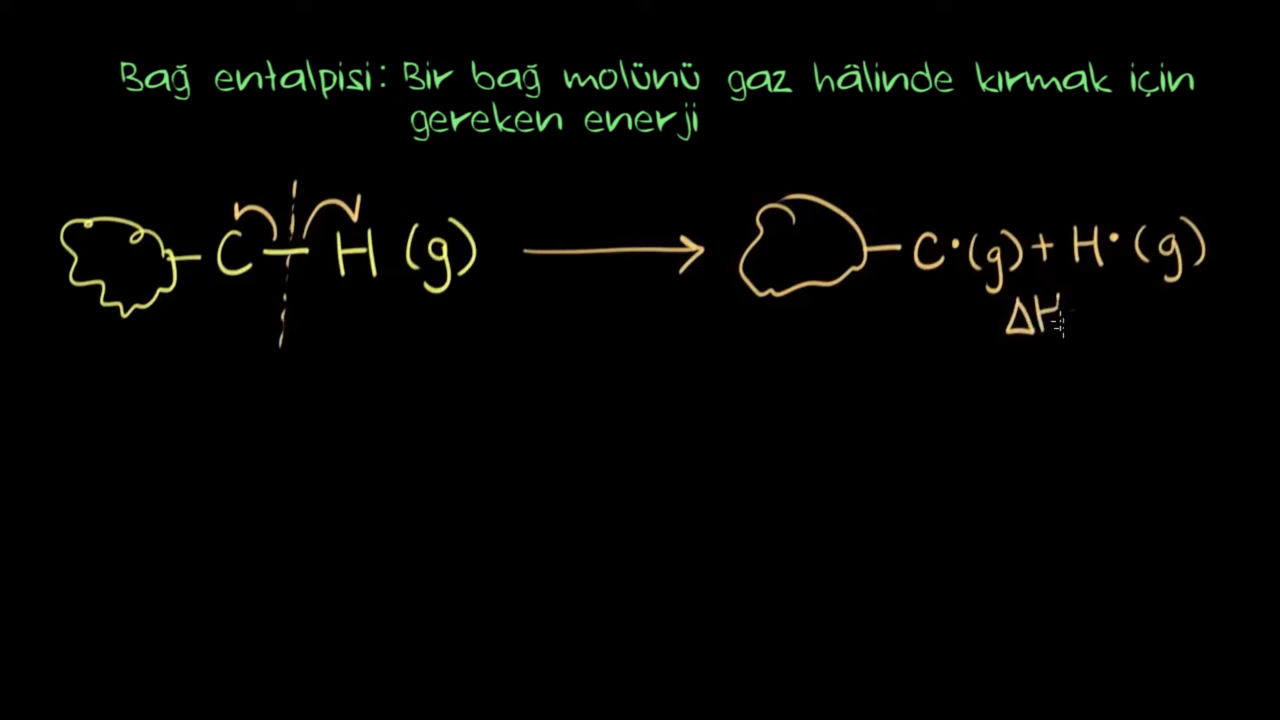 Bağ entalpisi: Bir bağ molünü gaz hâlinde kırmak için
gereken enerji
C — H (g) → C• (g) + H• (g)
ΔH